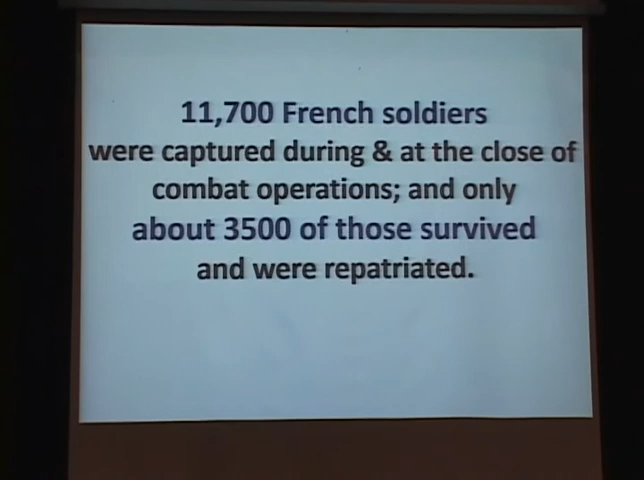 11,700 French soldiers
were captured during & at the close of
combat operations; and only
about 3500 of those survived
and were repatriated.